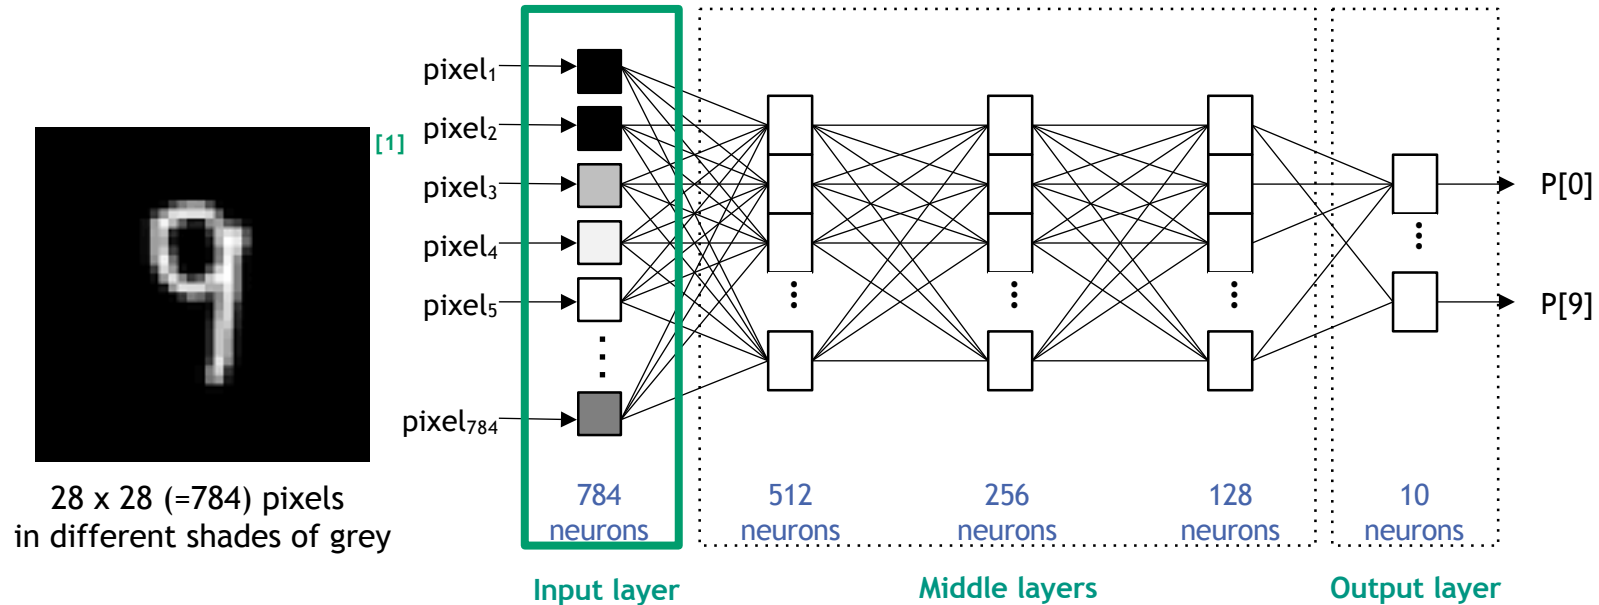 pixel₁
pixel₂
[1]
pixel₃
pixel₄
pixel₅
pixel₇₈₄
P[0]
P[9]
28 x 28 (=784) pixels
in different shades of grey
784
neurons
512
neurons
256
neurons
128
neurons
10
neurons
Input layer
Middle layers
Output layer